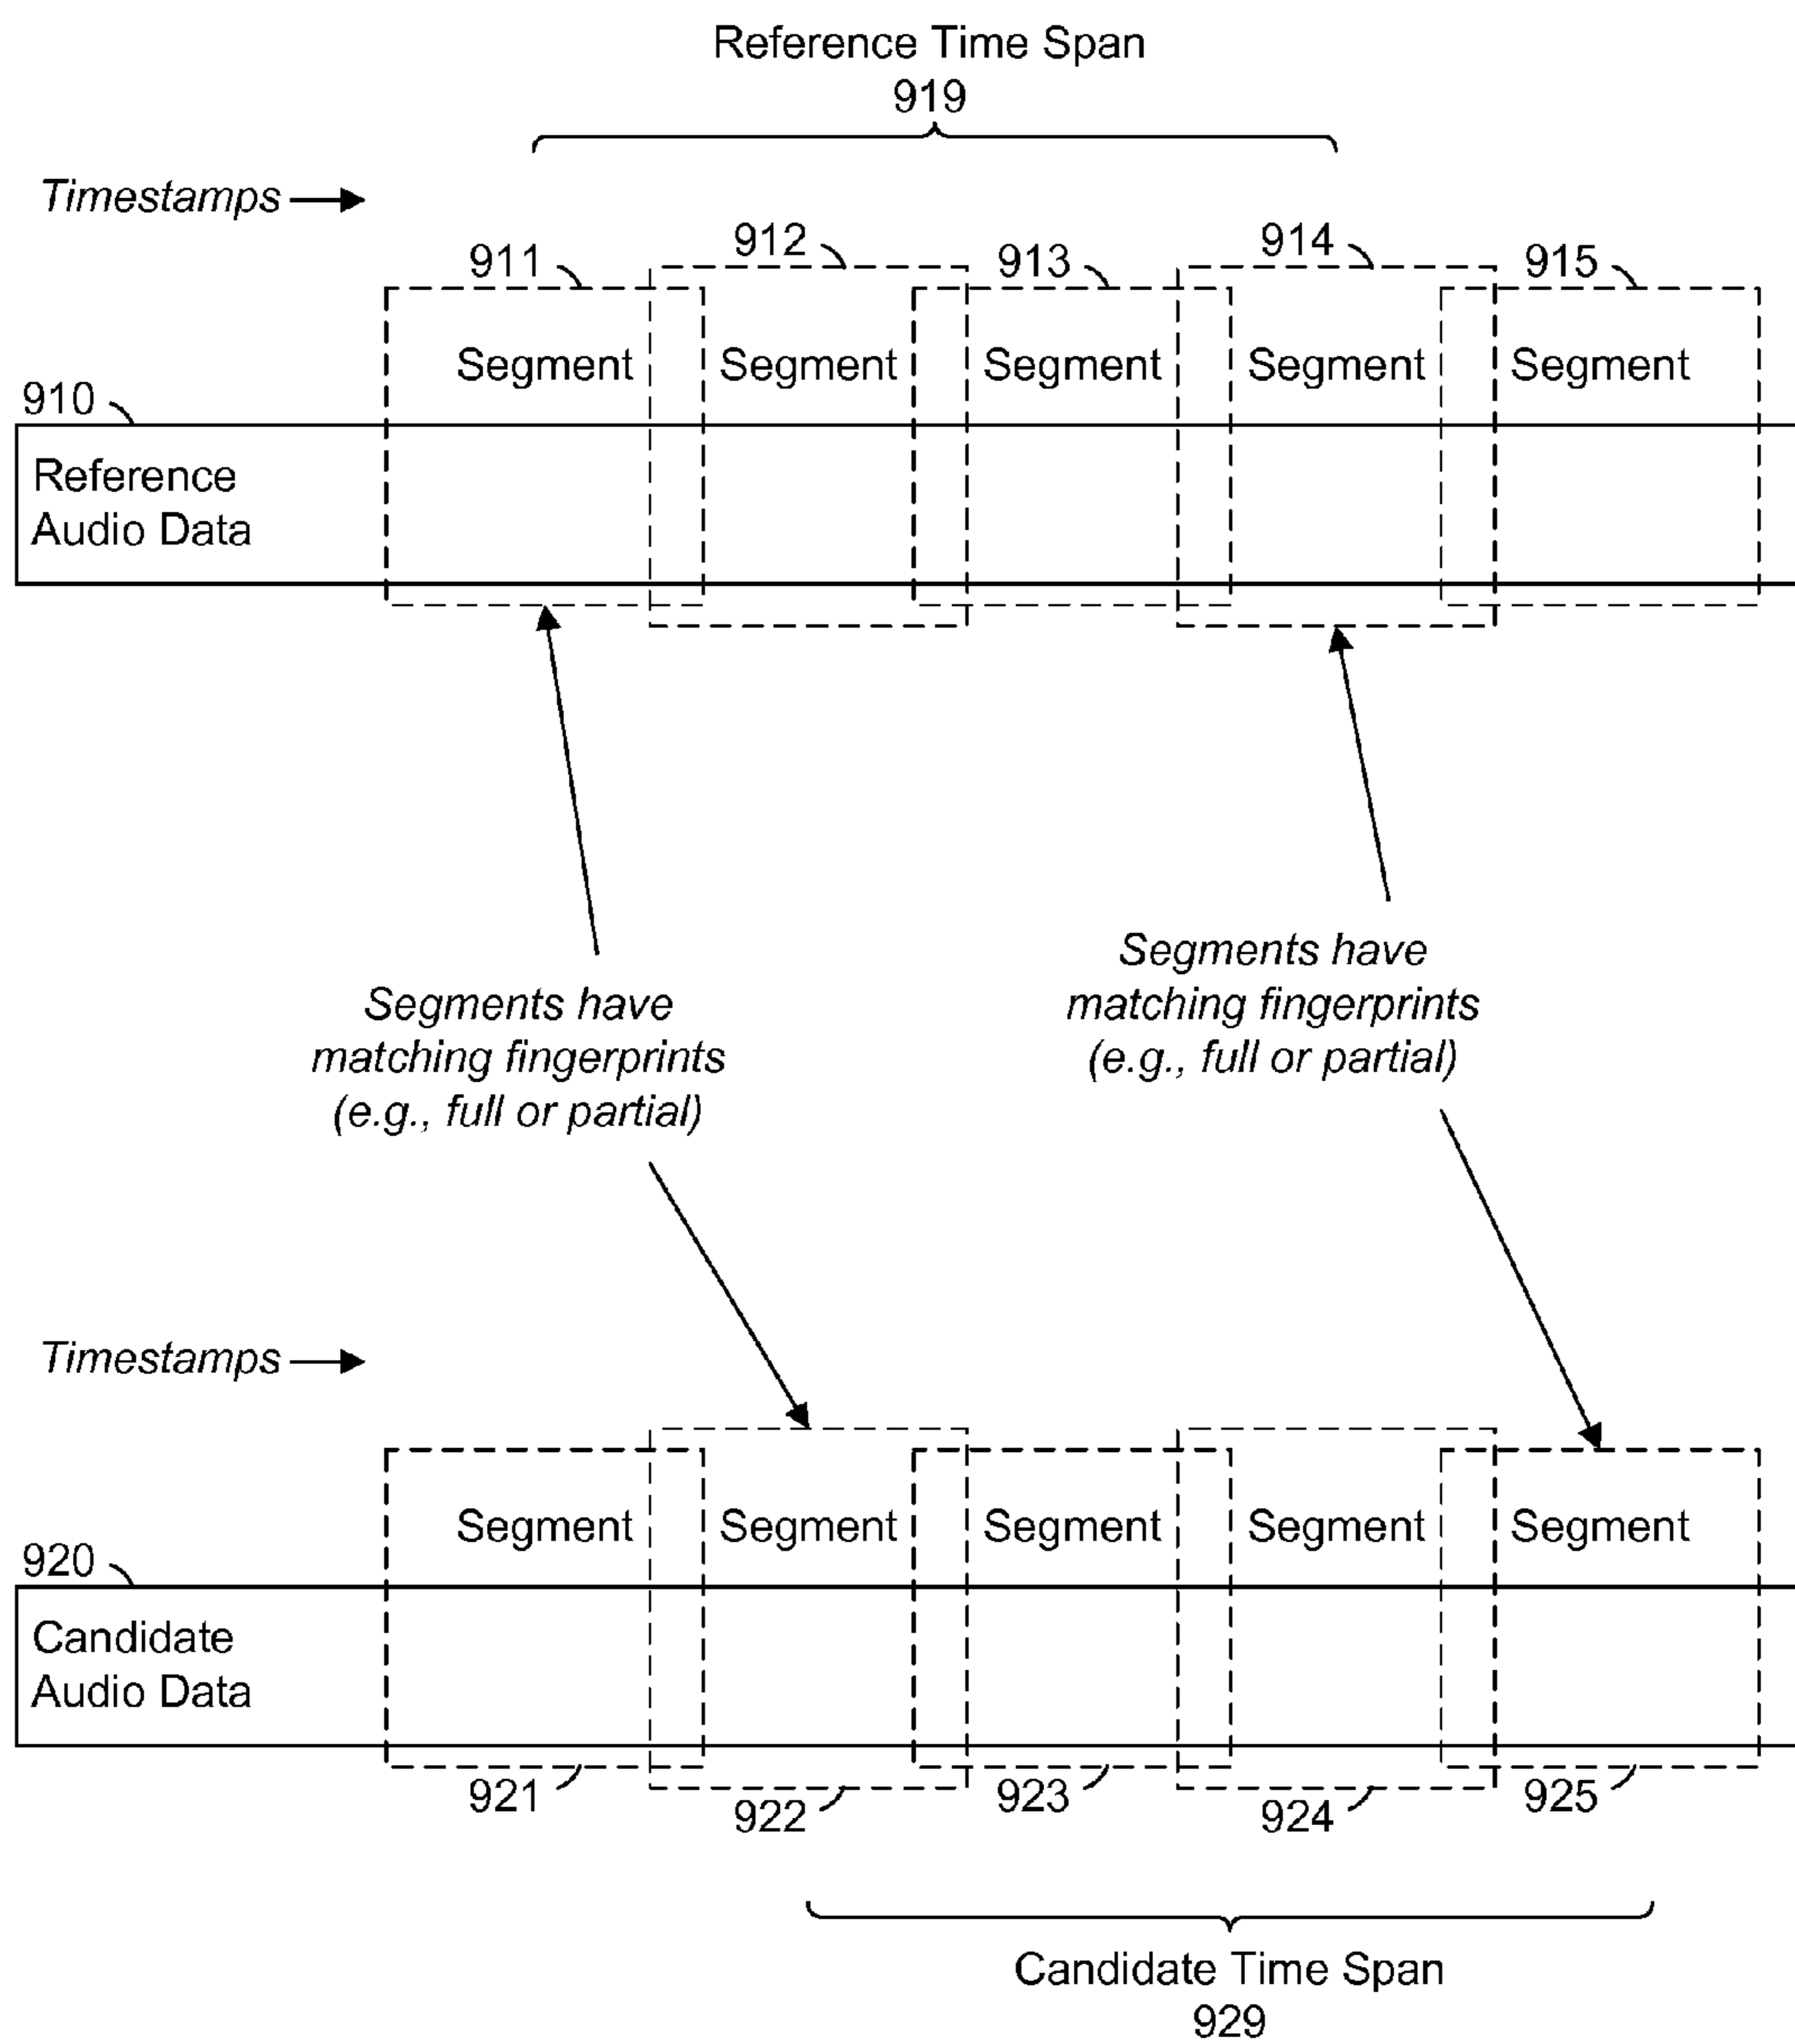 Reference Time Span
919
Timestamps
911
912
913
914
915
Segment
Segment
Segment
Segment
Segment
910
Reference
Audio Data
Segments have
matching fingerprints
(e.g., full or partial)
Segments have
matching fingerprints
(e.g., full or partial)
Timestamps
Segment
Segment
Segment
Segment
Segment
920
Candidate
Audio Data
921
922
923
924
925
Candidate Time Span
929